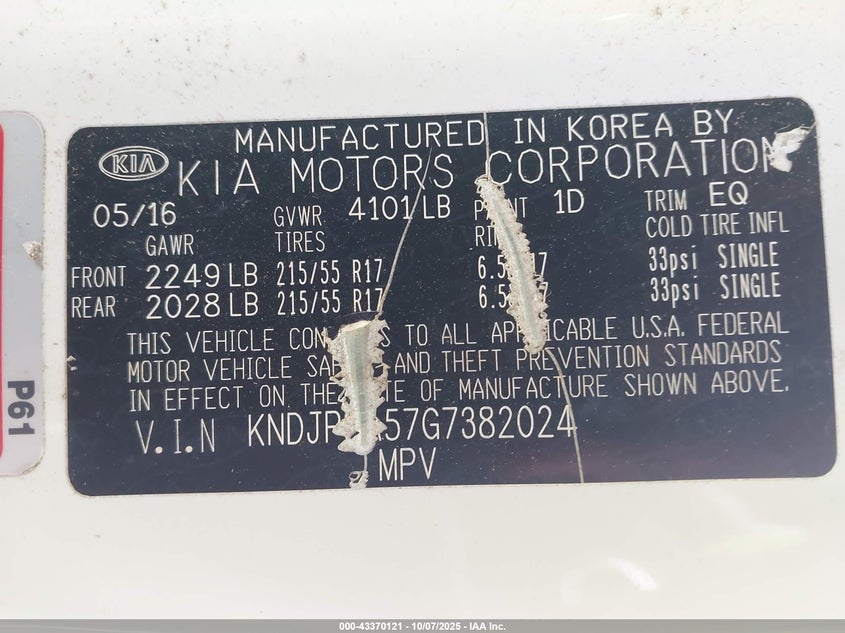 MANUFACTURED IN KOREA BY
KIA KIA MOTORS CORPORATION
05/16 GVWR 4101 LB 1D TRIM EQ
GAWR TIRES COLD TIRE INFL
FRONT 2249 LB 215/55 R17 33psi SINGLE
REAR 2028 LB 215/55 R17 33psi SINGLE
THIS VEHICLE TO ALL APPLICABLE U.S.A. FEDERAL
MOTOR VEHICLE AND THEFT PREVENTION STANDARDS
IN EFFECT ON OF MANUFACTURE SHOWN ABOVE.
V.I.N
MPV
P61
000-43370121 - 10/07/2025 - IAA Inc.